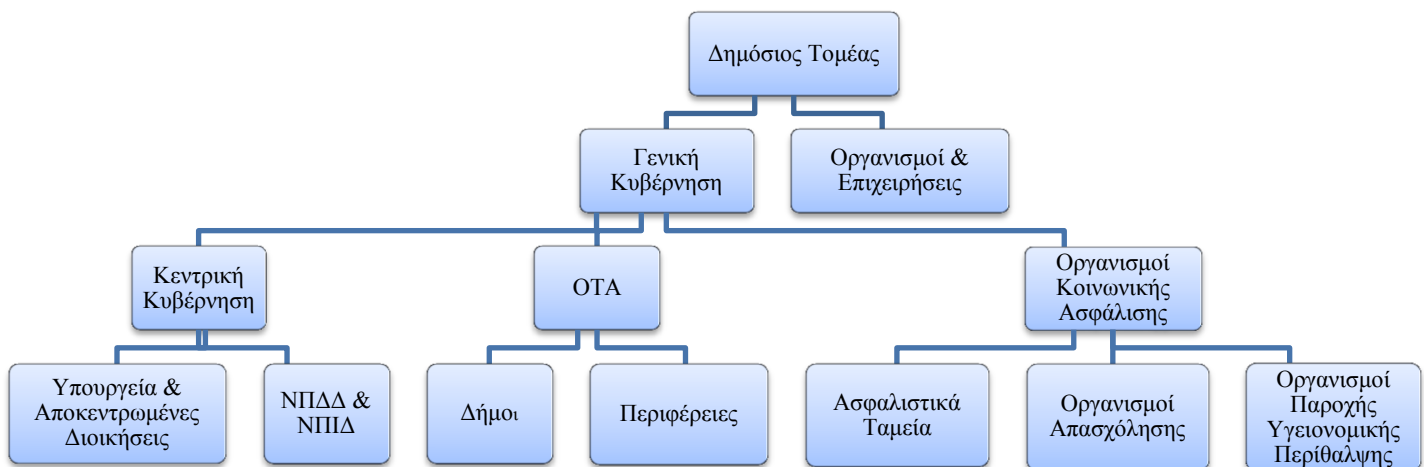 Δημόσιος Τομέας
Γενική
Κυβέρνηση
Οργανισμοί &
Επιχειρήσεις
Κεντρική
Κυβέρνηση
ΟΤΑ
Οργανισμοί
Κοινωνικής
Ασφάλισης
Υπουργεία &
Αποκεντρωμένες
Διοικήσεις
ΝΠΔΔ &
ΝΠΙΔ
Δήμοι
Περιφέρειες
Ασφαλιστικά
Ταμεία
Οργανισμοί
Απασχόλησης
Οργανισμοί
Παροχής
Υγειονομικής
Περίθαλψης